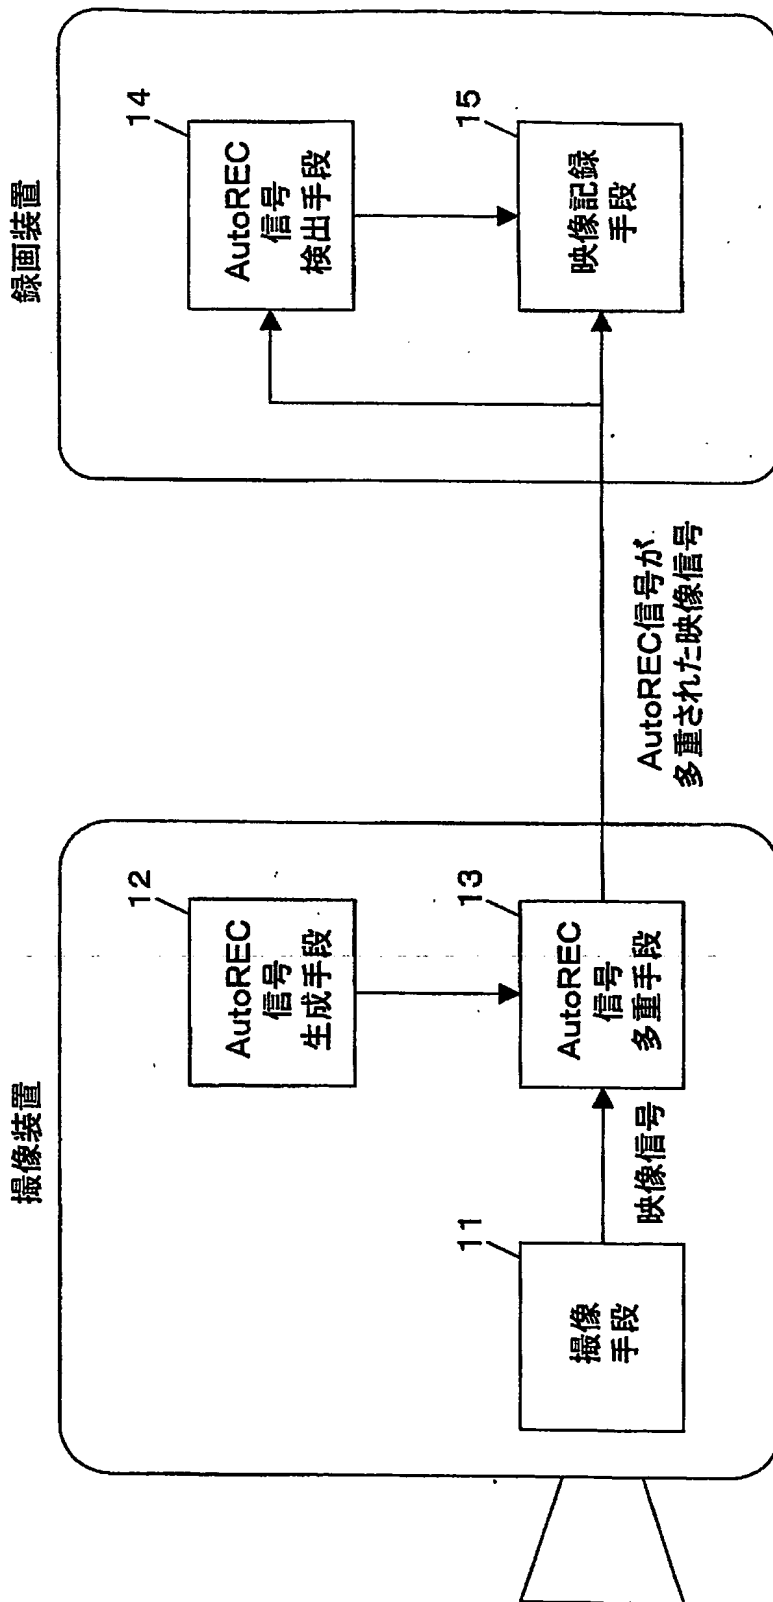 撮像装置
11
撮像
手段
映像信号
12
AutoREC
信号
生成手段
13
AutoREC
信号
多重手段
AutoREC信号が
多重された映像信号
録画装置
14
AutoREC
信号
検出手段
15
映像記録
手段